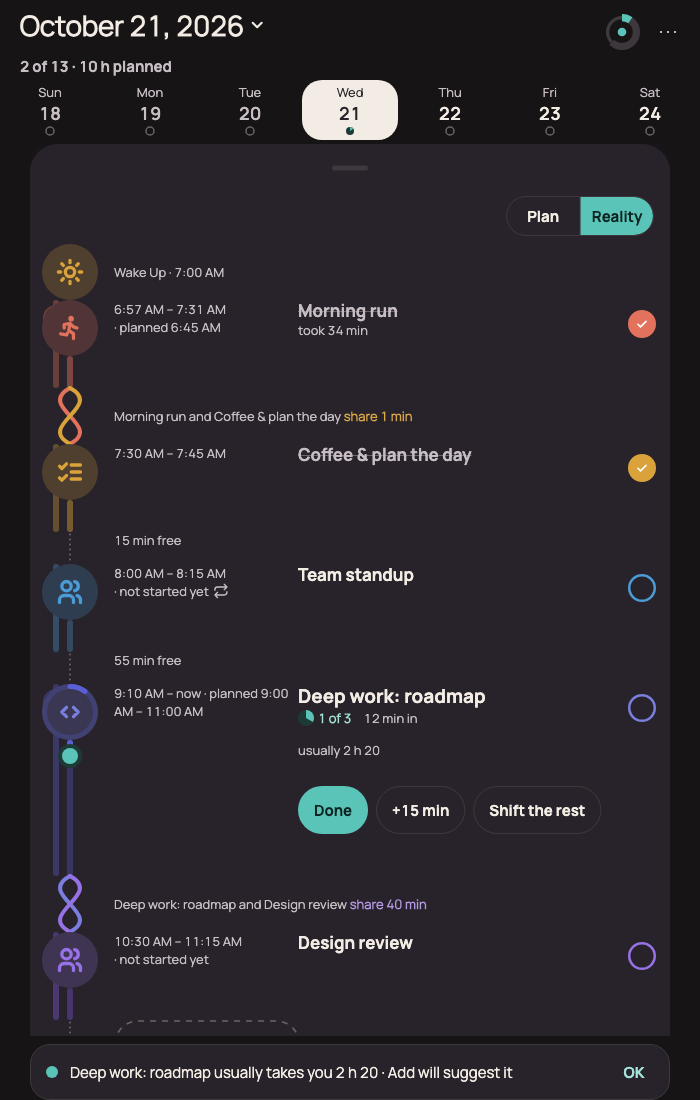 October 21, 2026
2 of 13 · 10 h planned
Sun Mon Tue Wed Thu Fri Sat
18 19 20 21 22 23 24
Plan Reality
Wake Up · 7:00 AM
6:57 AM – 7:31 AM
· planned 6:45 AM
Morning run
took 34 min
Morning run and Coffee & plan the day share 1 min
7:30 AM – 7:45 AM
Coffee & plan the day
15 min free
8:00 AM – 8:15 AM
· not started yet
Team standup
55 min free
9:10 AM – now · planned 9:00
AM – 11:00 AM
Deep work: roadmap
1 of 3 12 min in
usually 2 h 20
Done +15 min Shift the rest
Deep work: roadmap and Design review share 40 min
10:30 AM – 11:15 AM
· not started yet
Design review
Deep work: roadmap usually takes you 2 h 20 · Add will suggest it OK